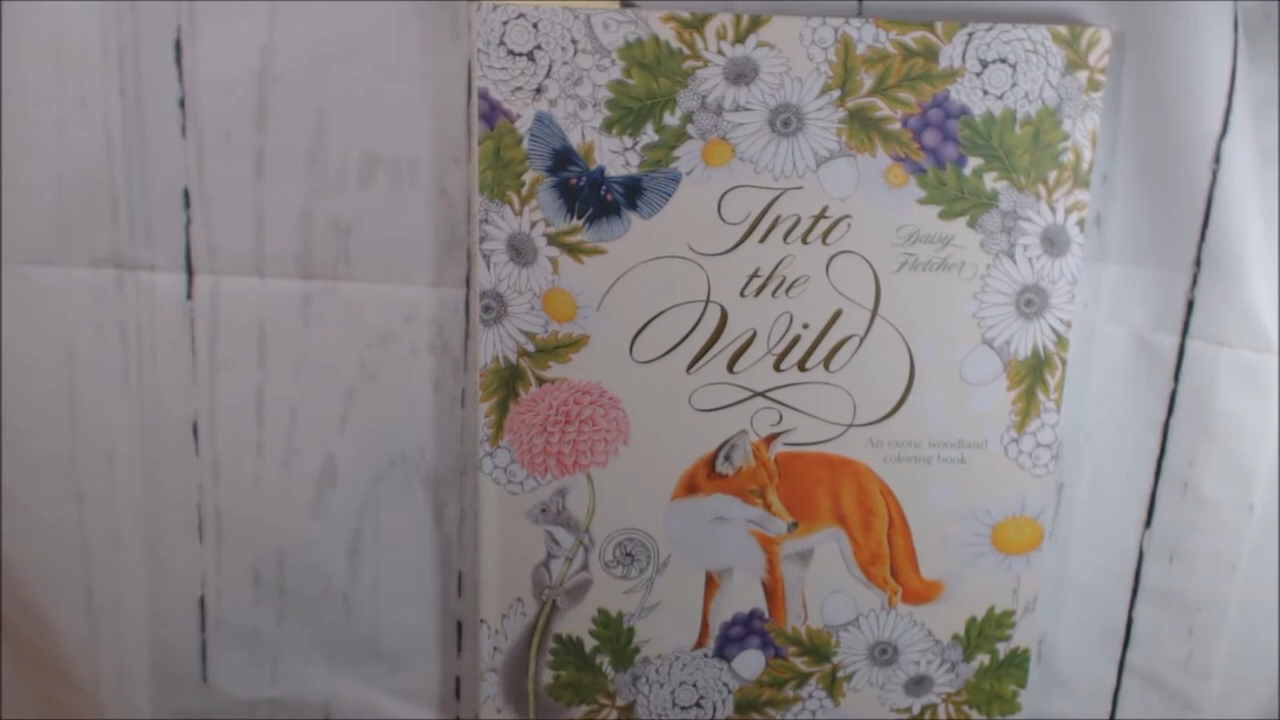 Into
the
Wild
Daisy
Fletcher
An exotic woodland
coloring book